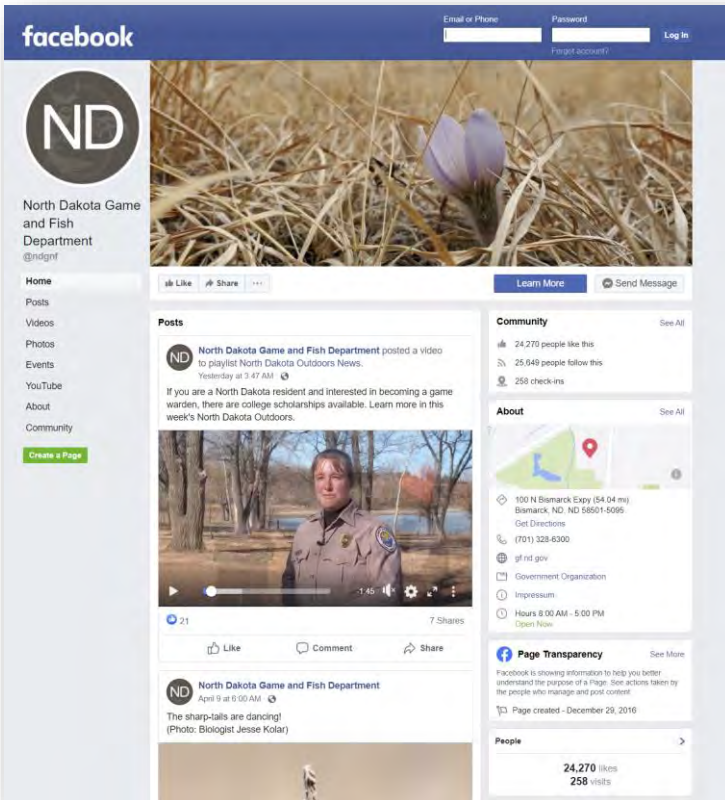 facebook
Email or Phone
Password
Log In
Forgot account?
ND
North Dakota Game
and Fish
Department
@ndgnf
Home
Posts
Videos
Photos
Events
YouTube
About
Community
Create a Page
Like
Share
Learn More
Send Message
Posts
ND
North Dakota Game and Fish Department posted a video
to playlist North Dakota Outdoors News.
Yesterday at 3:47 AM
If you are a North Dakota resident and interested in becoming a game
warden, there are college scholarships available. Learn more in this
week's North Dakota Outdoors.
-1:45
21
7 Shares
Like
Comment
Share
ND
North Dakota Game and Fish Department
April 9 at 6:00 AM
The sharp-tails are dancing!
(Photo: Biologist Jesse Kolar)
Community
See All
24,270 people like this
25,649 people follow this
258 check-ins
About
See All
100 N Bismarck Expy (54.04 mi)
Bismarck, ND, ND 58501-5095
Get Directions
(701) 328-6300
gf.nd.gov
Government Organization
Impressum
Hours 8:00 AM - 5:00 PM
Open Now
Page Transparency
See More
Facebook is showing information to help you better
understand the purpose of a Page. See actions taken by
the people who manage and post content.
Page created - December 29, 2016
People
24,270 likes
258 visits